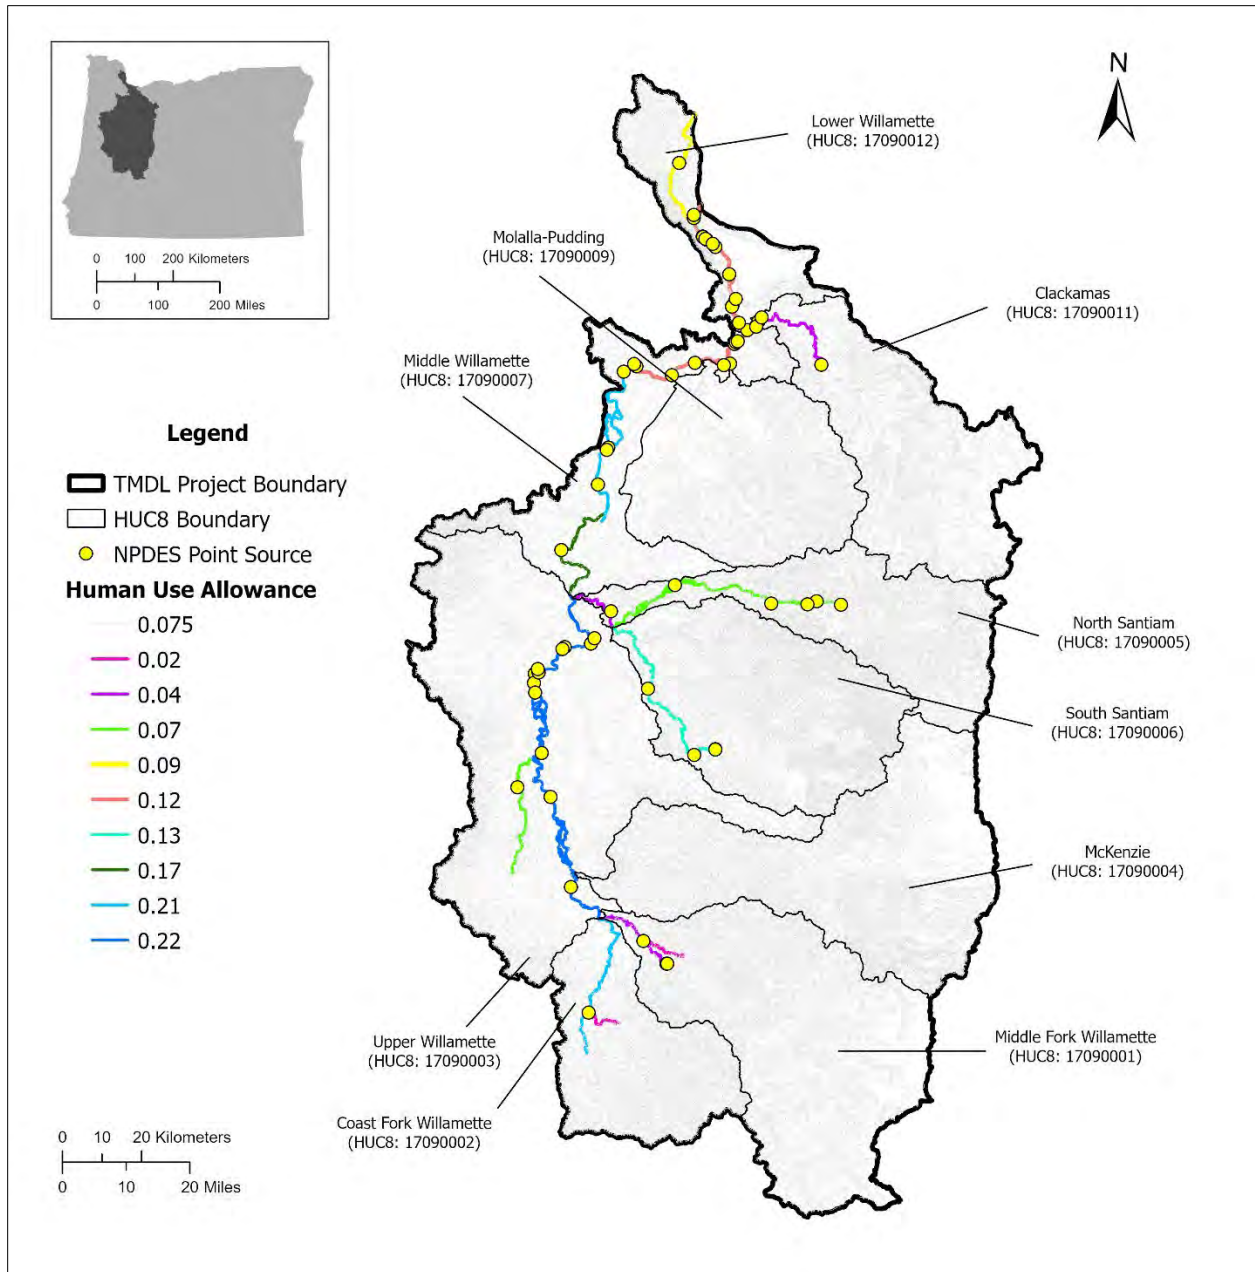 0 100 200 Kilometers
0 100 200 Miles
N
Lower Willamette
(HUC8: 17090012)
Molalla-Pudding
(HUC8: 17090009)
Clackamas
(HUC8: 17090011)
Middle Willamette
(HUC8: 17090007)
Legend
TMDL Project Boundary
HUC8 Boundary
NPDES Point Source
Human Use Allowance
0.075
0.02
0.04
0.07
0.09
0.12
0.13
0.17
0.21
0.22
North Santiam
(HUC8: 17090005)
South Santiam
(HUC8: 17090006)
McKenzie
(HUC8: 17090004)
Upper Willamette
(HUC8: 17090003)
Middle Fork Willamette
(HUC8: 17090001)
Coast Fork Willamette
(HUC8: 17090002)
0 10 20 Kilometers
0 10 20 Miles